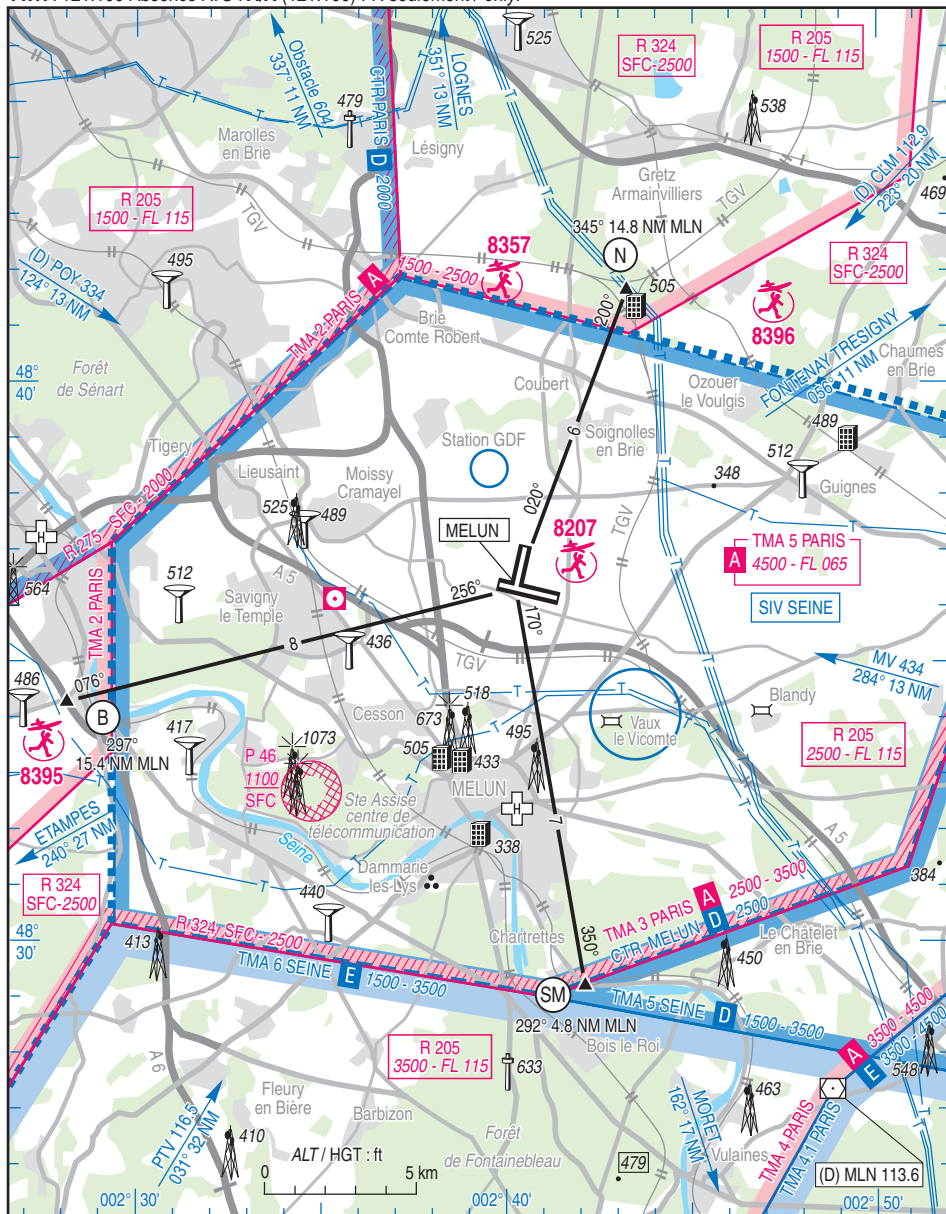 525
R 324
SFC-2500
R 205
1500 - FL 115
Obstacle 604
337° 11 NM
CTR PARIS D 2000
LOGNES
351° 13 NM
479
538
Marolles
en Brie
Lésigny
Gretz
Armainvilliers
TGV
(D) CLM 112.9
223° 20 NM
469
R 205
1500 - FL 115
TGV
345° 14.8 NM MLN
N
R 324
SFC-2500
(D) POY 334
124° 13 NM
495
A
1500 - 2500
8357
505
200°
8396
TMA 2 PARIS
Brie
Comte Robert
FONTENAY TRESIGNY
056° 11 NM
Chaumes
en Brie
48°
40'
Forêt
de Sénart
Coubert
Ozouer
le Voulgis
48°
40'
Tigery
Station GDF
9
Soignolles
en Brie
489
512
Lieusaint
Moissy
Cramayel
348
Guignes
525
489
020°
TGV
R 275 SFC - 2000
H
MELUN
8207
TMA 5 PARIS
A
4500 - FL 065
564
A 5
512
Savigny
le Temple
256°
170°
SIV SEINE
TMA 2 PARIS
436
8
TGV
MV 434
284° 13 NM
486
076°
B
297°
15.4 NM MLN
8395
Cesson
518
673
Vaux
le Vicomte
Blandy
417
1073
P 46
1100
SFC
505
433
495
R 205
2500 - FL 115
MELUN
H
Ste Assise
centre de
télécommunication
7
ETAMPES
240° 27 NM
Seine
338
A 5
Dammarie
les Lys
384
R 324
SFC-2500
440
TMA 3 PARIS A 2500 - 3500
CTR MELUN D 2500
48°
30'
R 324 SFC - 2500
Chartrettes
350°
Le Châtelet
en Brie
48°
30'
413
TMA 6 SEINE E 1500 - 3500
450
SM
TMA 5 SEINE D 1500 - 3500
292° 4.8 NM MLN
Bois le Roi
A
3500 - 4500
E
3500 - 4500
R 205
3500 - FL 115
633
548
A 6
Fleury
en Bière
Barbizon
463
162° 17 NM
MORET
TMA 4 PARIS
TMA 4.1 PARIS
PTV 116.5
031° 32 NM
410
ALT / HGT : ft
0
5 km
Forêt
de Fontainebleau
479
Vulaines
(D) MLN 113.6
002° 30'
002° 40'
002° 50'